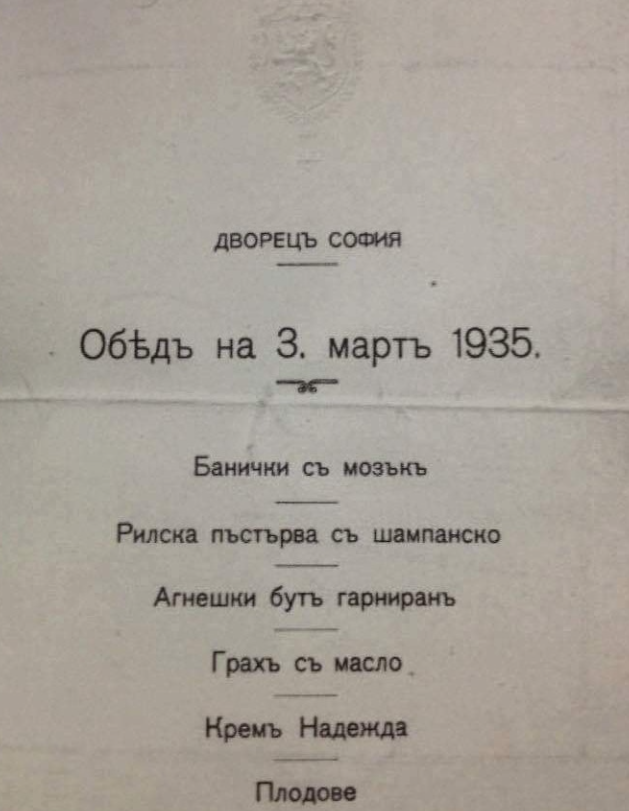 ДВОРЕЦЪ СОФИЯ
Обѣдъ на 3. мартъ 1935.
Банички съ мозъкъ
Рилска пъстърва съ шампанско
Агнешки бутъ гарниранъ
Грахъ съ масло
Кремъ Надежда
Плодове